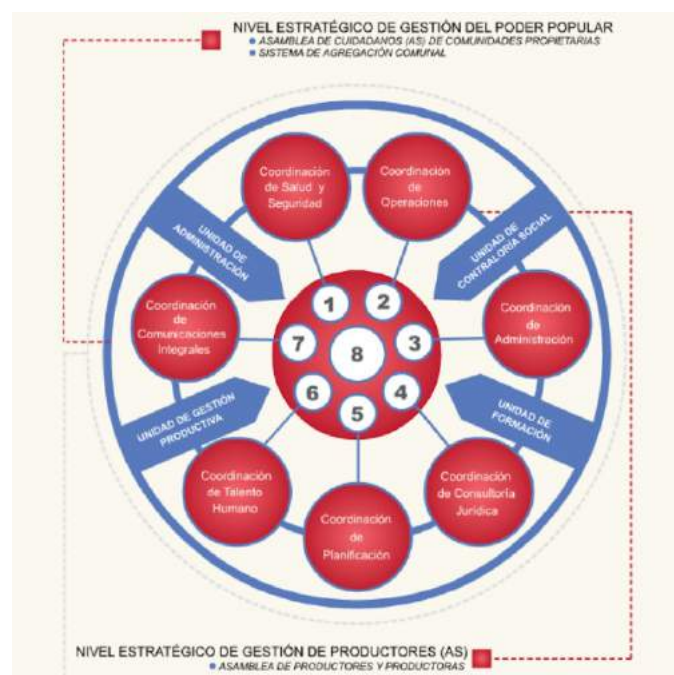 NIVEL ESTRATÉGICO DE GESTIÓN DEL PODER POPULAR
ASAMBLEA DE CUIDADANOS (AS) DE COMUNIDADES PROPIETARIAS
SISTEMA DE AGREGACIÓN COMUNAL
Coordinación
de Salud y
Seguridad
Coordinación
de
Operaciones
UNIDAD DE
ADMINISTRACIÓN
UNIDAD DE
CONTRALORÍA SOCIAL
Coordinación
de
Comunicaciones
Integrales
Coordinación
de
Administración
1
2
7
8
3
6
4
5
UNIDAD DE GESTIÓN
PRODUCTIVA
UNIDAD DE
FORMACIÓN
Coordinación
de Talento
Humano
Coordinación
de Consultoría
Jurídica
Coordinación
de
Planificación
NIVEL ESTRATÉGICO DE GESTIÓN DE PRODUCTORES (AS)
ASAMBLEA DE PRODUCTORES Y PRODUCTORAS